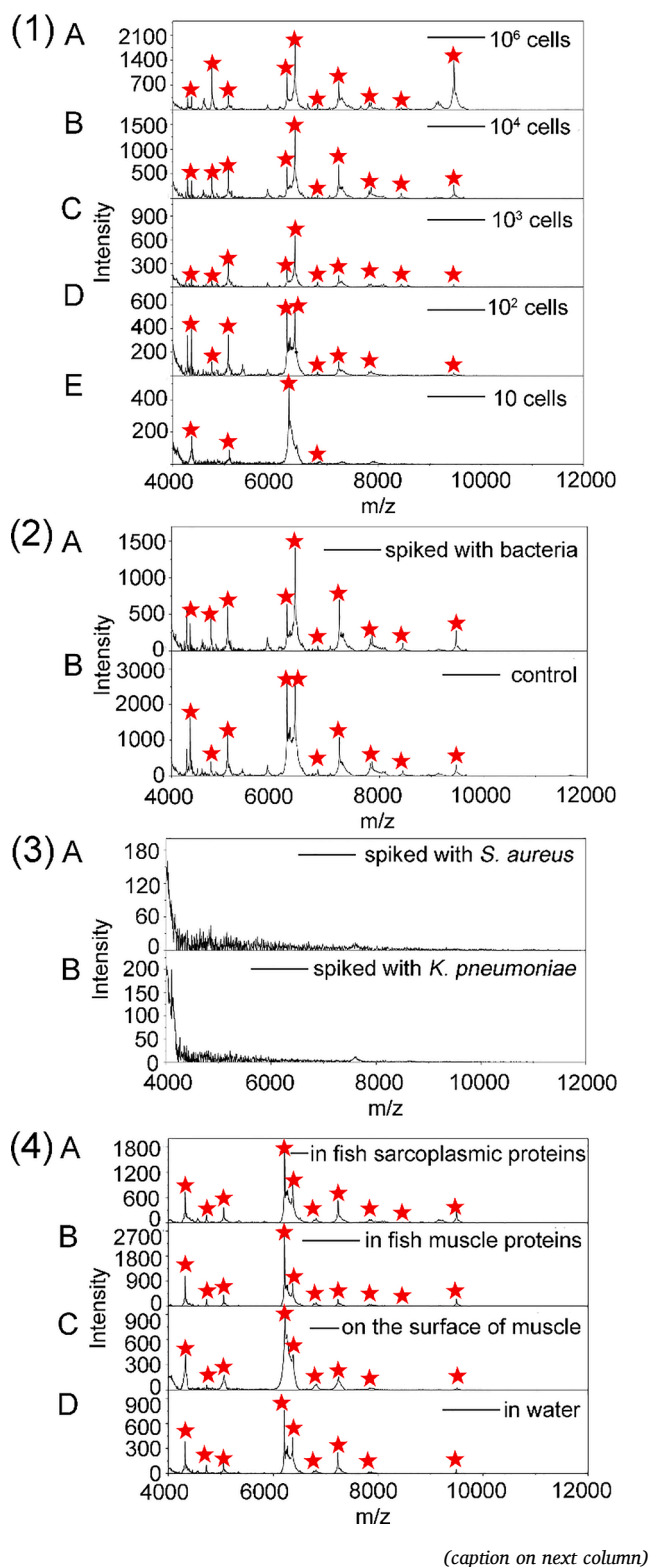 (1) A
2100
1400
700
10⁶ cells
B
1500
1000
500
10⁴ cells
C
900
600
300
10³ cells
Intensity
D
600
400
200
10² cells
E
400
200
10 cells
4000 6000 8000 10000 12000
m/z
(2) A
1500
1000
500
0
spiked with bacteria
B
3000
2000
1000
0
control
Intensity
4000 6000 8000 10000 12000
m/z
(3) A
180
120
60
0
spiked with S. aureus
B
200
150
100
50
0
spiked with K. pneumoniae
Intensity
4000 6000 8000 10000 12000
m/z
(4) A
1800
1200
600
0
in fish sarcoplasmic proteins
B
2700
1800
900
0
in fish muscle proteins
C
900
600
300
0
on the surface of muscle
Intensity
D
900
600
300
0
in water
4000 6000 8000 10000 12000
m/z
(caption on next column)